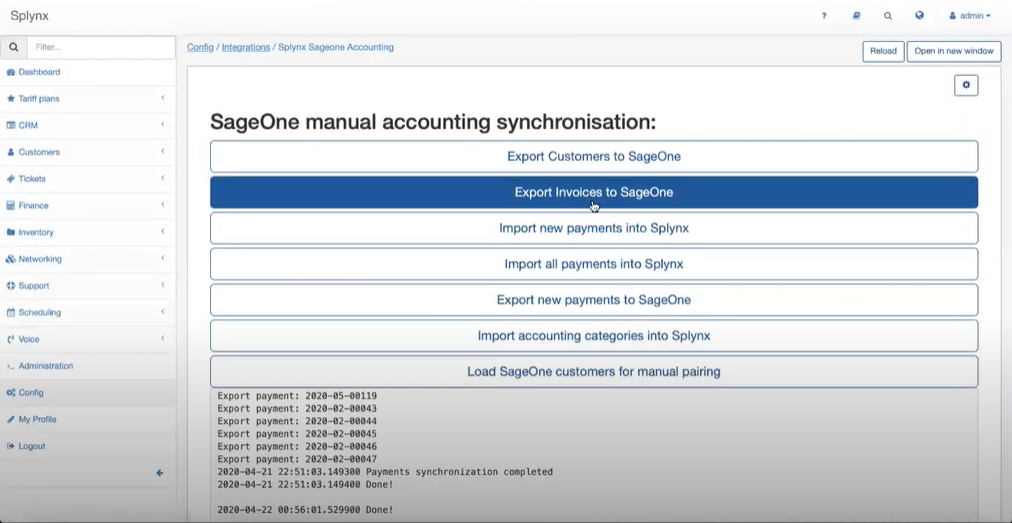 Splynx
? admin
Filter...
Config / Integrations / Splynx Sageone Accounting
Reload Open in new window
Dashboard
Tariff plans
CRM
Customers
Tickets
Finance
Inventory
Networking
Support
Scheduling
Voice
Administration
Config
My Profile
Logout
SageOne manual accounting synchronisation:
Export Customers to SageOne
Export Invoices to SageOne
Import new payments into Splynx
Import all payments into Splynx
Export new payments to SageOne
Import accounting categories into Splynx
Load SageOne customers for manual pairing
Export payment: 2020-05-00119
Export payment: 2020-02-00043
Export payment: 2020-02-00044
Export payment: 2020-02-00045
Export payment: 2020-02-00046
Export payment: 2020-02-00047
2020-04-21 22:51:03.149300 Payments synchronization completed
2020-04-21 22:51:03.149400 Done!
2020-04-22 00:56:01.529900 Done!